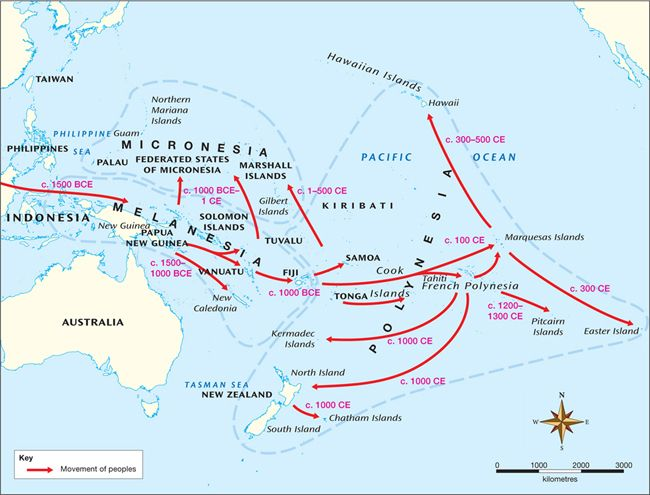 Hawaiian Islands
TAIWAN
Hawaii
Northern
Mariana
Islands
PHILIPPINE
SEA
Guam
PHILIPPINES
MICRONESIA
c. 300–500 CE
PACIFIC OCEAN
PALAU
FEDERATED STATES
OF MICRONESIA
MARSHALL
ISLANDS
c. 1500 BCE
c. 1000 BCE–
1 CE
c. 1–500 CE
Gilbert
Islands
KIRIBATI
INDONESIA
MELANESIA
New Guinea
PAPUA
NEW GUINEA
SOLOMON
ISLANDS
TUVALU
POLYNESIA
c. 100 CE
Marquesas Islands
c. 1500–
1000 BCE
VANUATU
FIJI
c. 1000 BCE
SAMOA
Cook
Islands
Tahiti
French Polynesia
TONGA
c. 300 CE
New
Caledonia
c. 1200–
1300 CE
Pitcairn
Islands
Easter Island
AUSTRALIA
Kermadec
Islands
c. 1000 CE
TASMAN SEA
North Island
NEW ZEALAND
c. 1000 CE
c. 1000 CE
Chatham Islands
South Island
N
W
E
S
Key
Movement of peoples
0 1000 2000 3000
kilometres